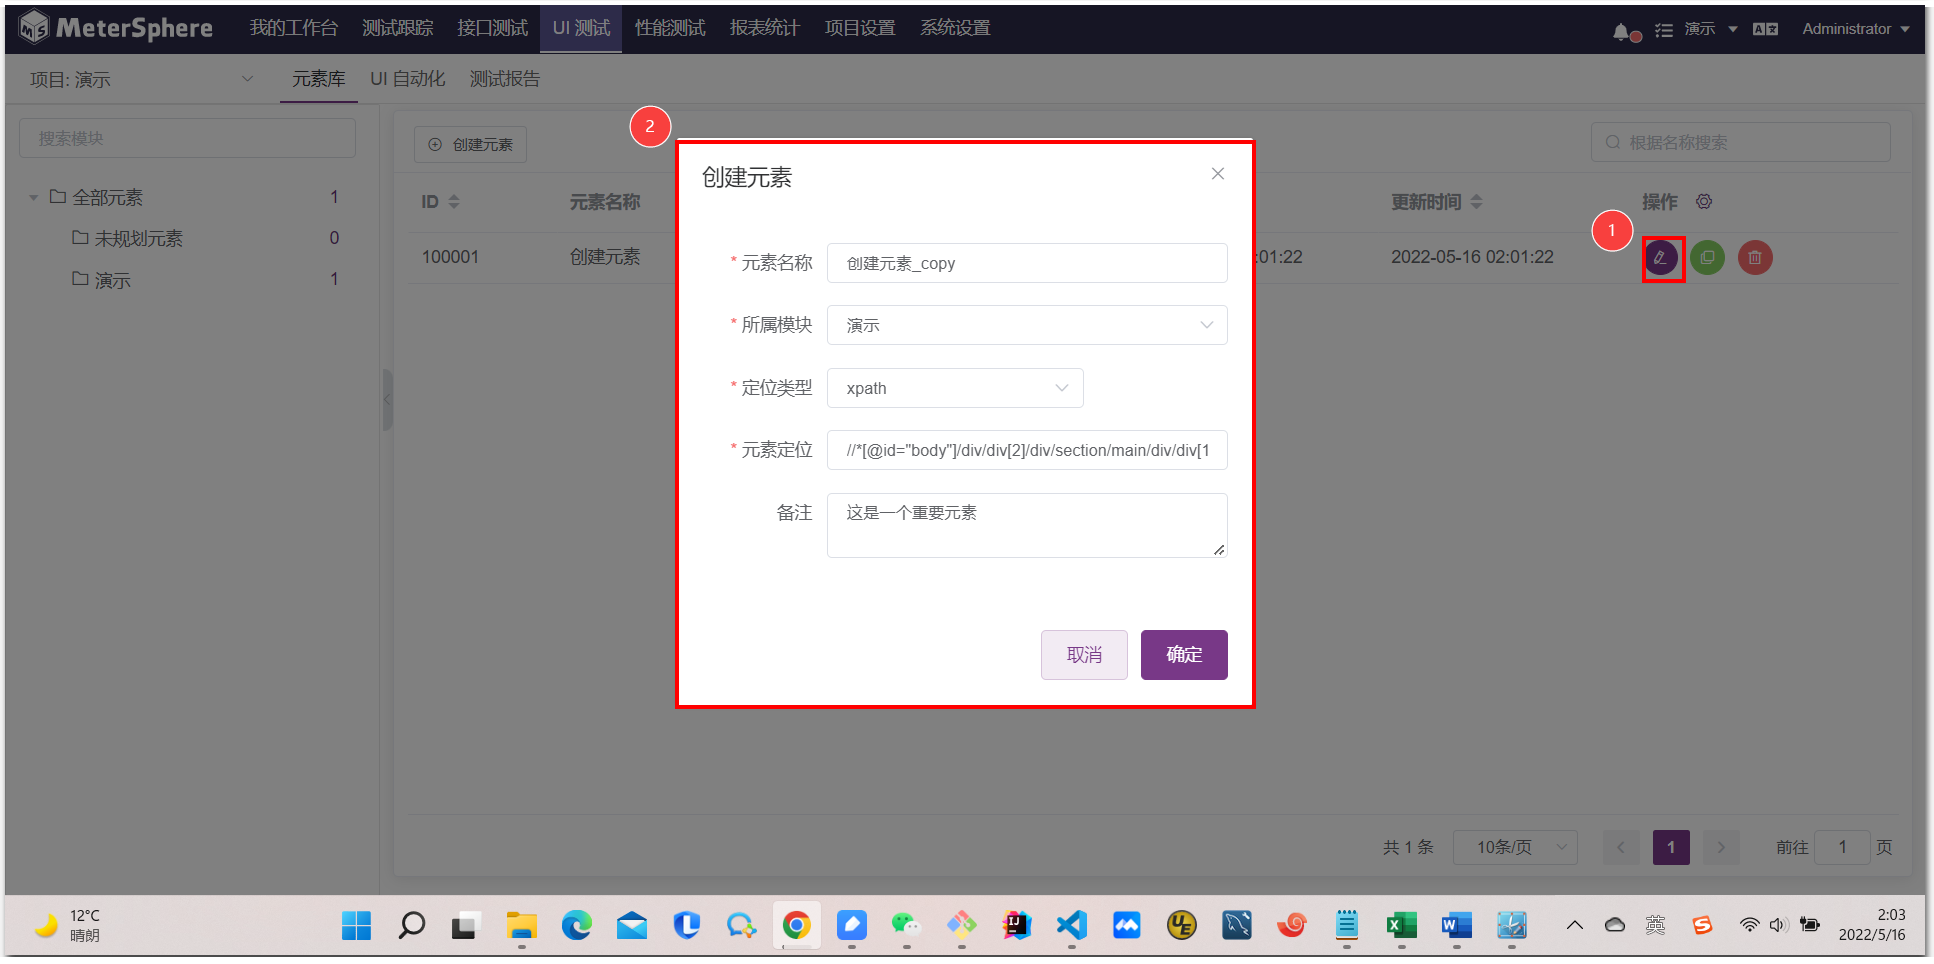 MeterSphere 我的工作台 测试跟踪 接口测试 UI 测试 性能测试 报表统计 项目设置 系统设置 演示 Administrator
项目: 演示 元素库 UI 自动化 测试报告
搜索模块
全部元素 1
未规划元素 0
演示 1
创建元素
根据名称搜索
ID 元素名称 更新时间 操作
100001 创建元素 :01:22 2022-05-16 02:01:22
1
2
创建元素
* 元素名称 创建元素_copy
* 所属模块 演示
* 定位类型 xpath
* 元素定位 //*[@id="body"]/div/div[2]/div/section/main/div/div[1
备注 这是一个重要元素
取消 确定
共 1 条 10条/页 1 前往 1 页
12°C
晴朗
英
2:03
2022/5/16